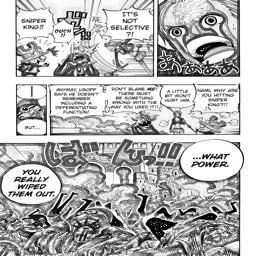 IT'S
NOT
SELECTIVE
?!
OUCH
!!
SNIPER
KING!!
NAMI, WHY ARE
YOU HITTING
SNIPER
KING?!!
A LITTLE
BIT WON'T
HURT HIM...
DON'T BLAME ME! 
THERE MUST
BE SOMETHING
WRONG WITH THE
WAY YOU USED IT!!!
ANYWAY, USOPP
SAYS HE DOESN'T
REMEMBER
INCLUDING A
DIFFERENTIATING
FUNCTION!
BUT...
...WHAT
POWER.
YOU
REALLY
WIPED
THEM OUT.